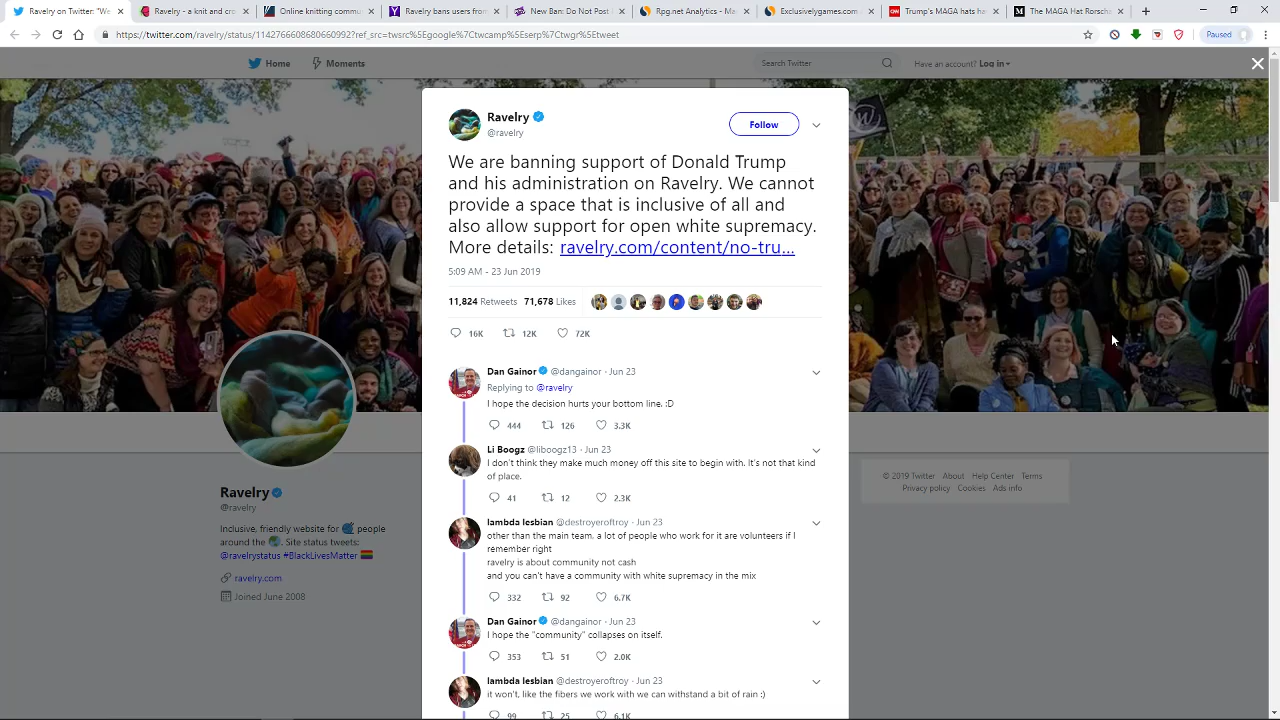 Ravelry on Twitter: "We
Ravelry - a knit and cro
Online knitting commu
Ravelry bans users from
New Ban: Do Not Post I
Rpg.net Analytics - Mar
Exclusivelygames.com A
Trump's MAGA hats ha
The MAGA Hat Rorscha
https://twitter.com/ravelry/status/1142766608680660992?ref_src=twsrc%5Egoogle%7Ctwcamp%5Eserp%7Ctwgr%5Etweet
Paused
Home
Moments
Search Twitter
Have an account? Log in
Ravelry
@ravelry
Follow
We are banning support of Donald Trump
and his administration on Ravelry. We cannot
provide a space that is inclusive of all and
also allow support for open white supremacy.
More details: ravelry.com/content/no-tru...
5:09 AM - 23 Jun 2019
11,824 Retweets 71,678 Likes
16K 12K 72K
Dan Gainor @dangainor · Jun 23
Replying to @ravelry
I hope the decision hurts your bottom line. :D
444 126 3.3K
Li Boogz @liboogz13 · Jun 23
I don't think they make much money off this site to begin with. It's not that kind
of place.
41 12 2.3K
lambda lesbian @destroyeroftroy · Jun 23
other than the main team, a lot of people who work for it are volunteers if I
remember right
ravelry is about community not cash
and you can't have a community with white supremacy in the mix
332 92 6.7K
Dan Gainor @dangainor · Jun 23
I hope the "community" collapses on itself.
353 51 2.0K
lambda lesbian @destroyeroftroy · Jun 23
it won't, like the fibers we work with we can withstand a bit of rain :)
99 25 6.1K
Ravelry
@ravelry
Inclusive, friendly website for people
around the . Site status tweets:
@ravelrystatus #BlackLivesMatter
ravelry.com
Joined June 2008
© 2019 Twitter About Help Center Terms
Privacy policy Cookies Ads info